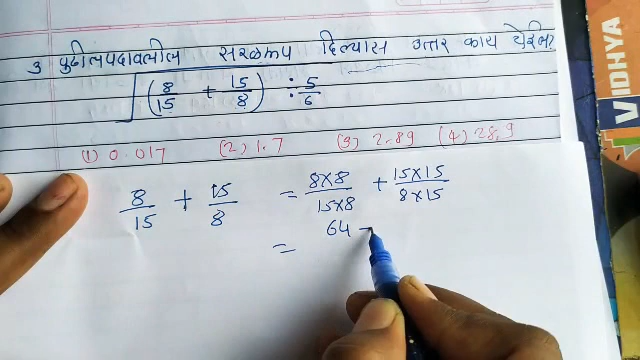 3 पुढीलपदावलीस सरळरूप दिल्यास उत्तर काय येईल?
√(8/15 + 15/8) ÷ 5/6
(1) 0.017 (2) 1.7 (3) 2.89 (4) 28.9
8/15 + 15/8 = 8×8/15×8 + 15×15/8×15
= 64
VIDHYA